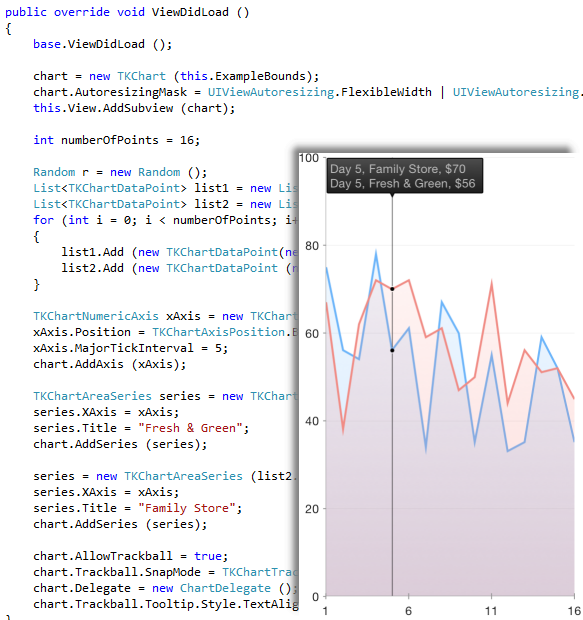 public override void ViewDidLoad ()
{
base.ViewDidLoad ();
chart = new TKChart (this.ExampleBounds);
chart.AutoresizingMask = UIViewAutoresizing.FlexibleWidth | UIViewAutoresizing.
this.View.AddSubview (chart);
int numberOfPoints = 16;
Random r = new Random ();
List<TKChartDataPoint> list1 = new Lis
List<TKChartDataPoint> list2 = new Lis
for (int i = 0; i < numberOfPoints; i+
{
list1.Add (new TKChartDataPoint(ne
list2.Add (new TKChartDataPoint (n
}
TKChartNumericAxis xAxis = new TKChart
xAxis.Position = TKChartAxisPosition.B
xAxis.MajorTickInterval = 5;
chart.AddAxis (xAxis);
TKChartAreaSeries series = new TKChart
series.XAxis = xAxis;
series.Title = "Fresh & Green";
chart.AddSeries (series);
series = new TKChartAreaSeries (list2.
series.XAxis = xAxis;
series.Title = "Family Store";
chart.AddSeries (series);
chart.AllowTrackball = true;
chart.Trackball.SnapMode = TKChartTrac
chart.Delegate = new ChartDelegate ();
chart.Trackball.Tooltip.Style.TextAlig
}
100
Day 5, Family Store, $70
Day 5, Fresh & Green, $56
80
60
40
20
0
1 6 11 16